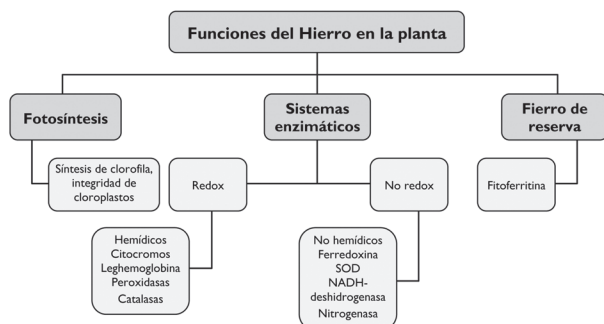 Funciones del Hierro en la planta
Fotosíntesis
Sistemas
enzimáticos
Fierro de
reserva
Síntesis de clorofila,
integridad de
cloroplastos
Redox
No redox
Fitoferritina
Hemídicos
Citocromos
Leghemoglobina
Peroxidasas
Catalasas
No hemídicos
Ferredoxina
SOD
NADH-
deshidrogenasa
Nitrogenasa